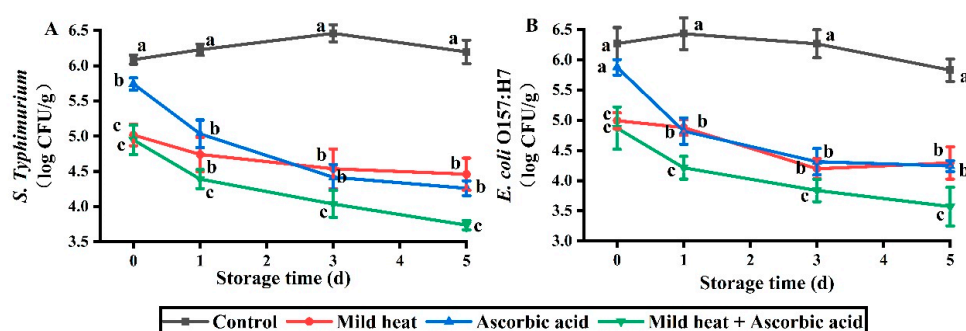 A
B
S. Typhimurium
(log CFU/g)
6.5
6.0
5.5
5.0
4.5
4.0
3.5
0
1
2
3
4
5
Storage time (d)
a
a
a
a
b
b
b
b
c
c
b
b
c
c
c
E. coli O157:H7
(log CFU/g)
6.5
6.0
5.5
5.0
4.5
4.0
3.5
3.0
0
1
2
3
4
5
Storage time (d)
a
a
a
a
a
c
c
b
b
c
b
b
c
b
c
Control
Mild heat
Ascorbic acid
Mild heat + Ascorbic acid